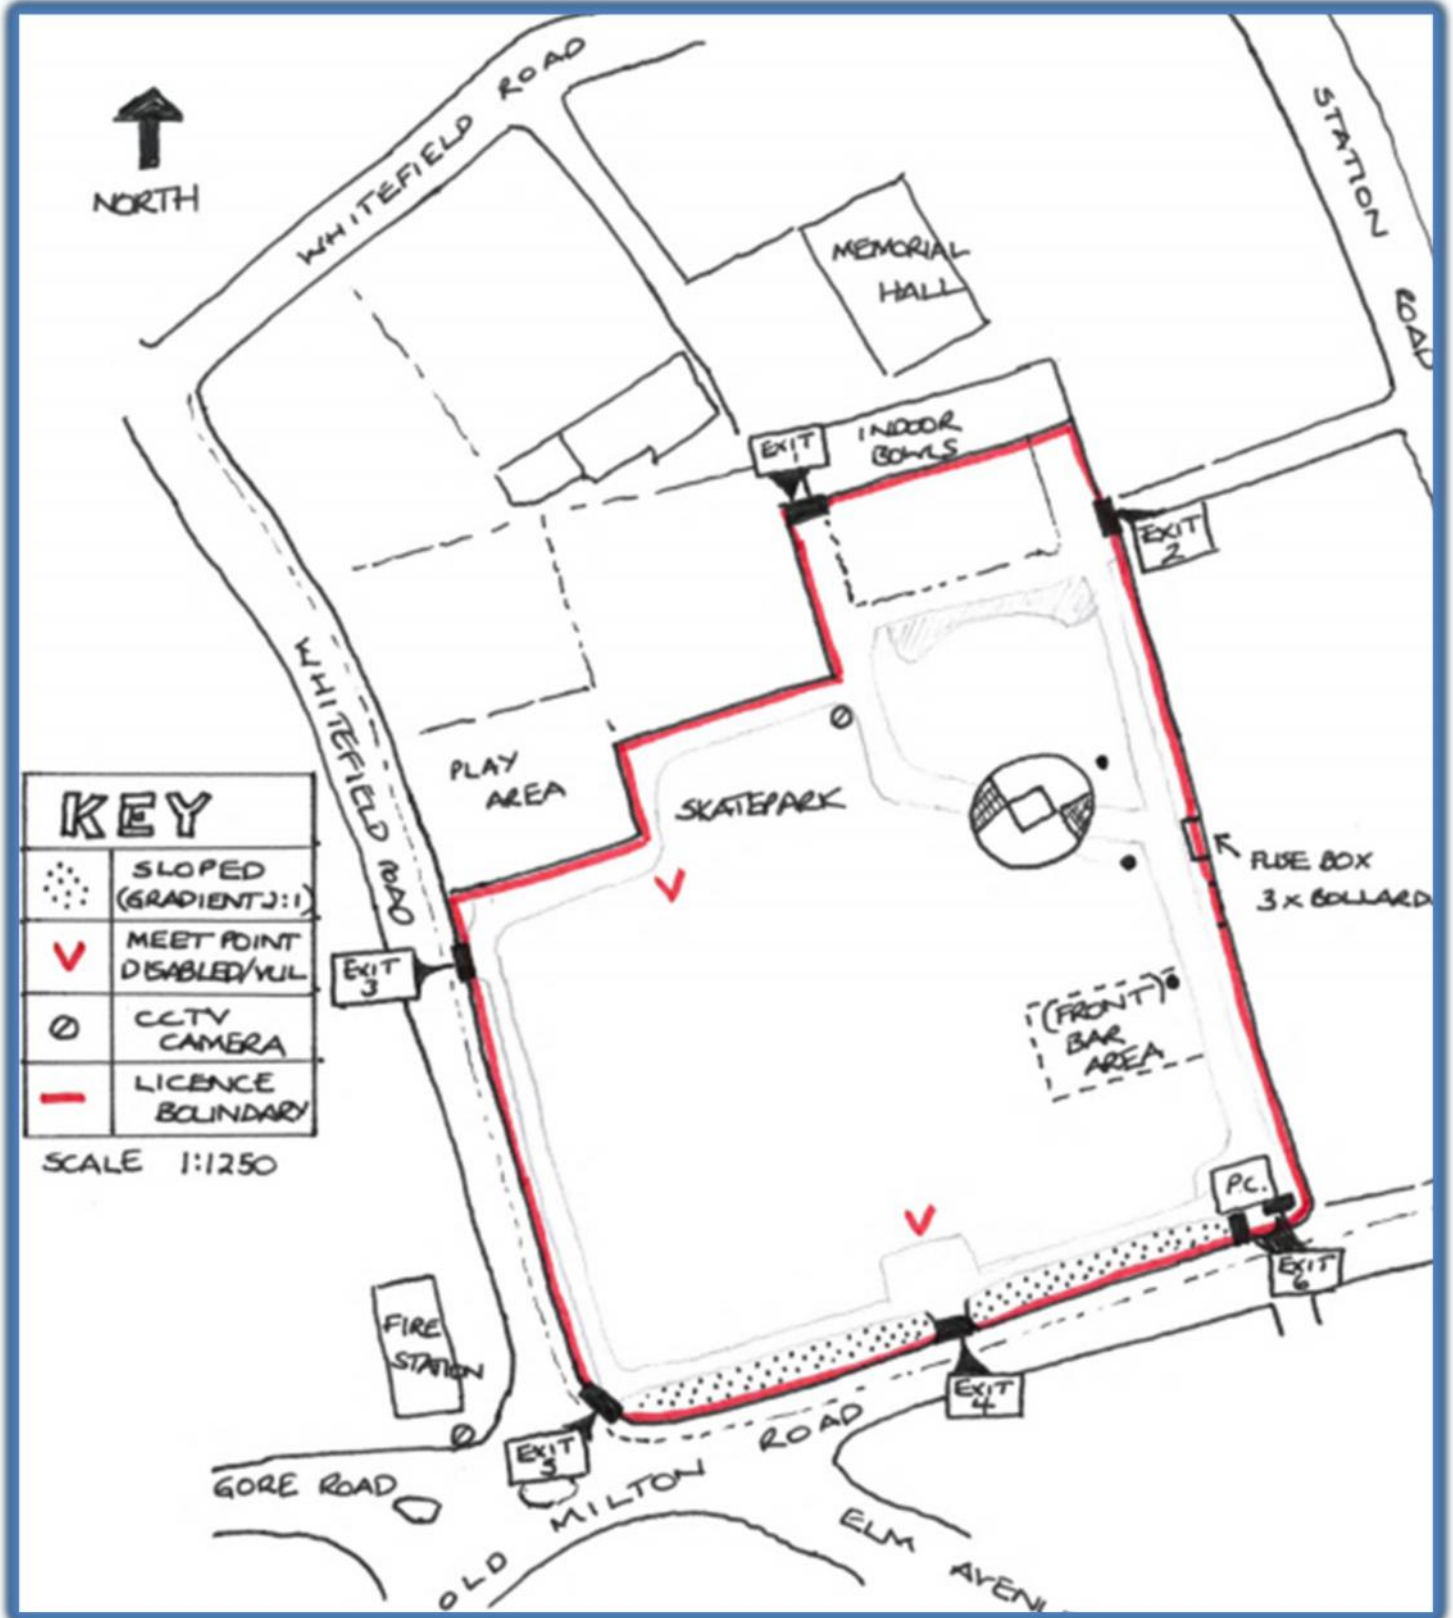 WHITEFIELD ROAD
STATION
ROAD
NORTH
MEMORIAL
HALL
EXIT
1
INDOOR
BOWLS
EXIT
2
WHITEFIELD ROAD
PLAY
AREA
SKATEPARK
KEY
SLOPED
(GRADIENT 2:1)
MEET POINT
DISABLED/VUL
CCTV
CAMERA
LICENCE
BOUNDARY
SCALE 1:1250
FUSE BOX
3 x BOLLARD
EXIT
3
(FRONT)
BAR
AREA
P.C.
EXIT
6
FIRE
STATION
EXIT
4
EXIT
5
GORE ROAD
OLD MILTON ROAD
ELM AVENU